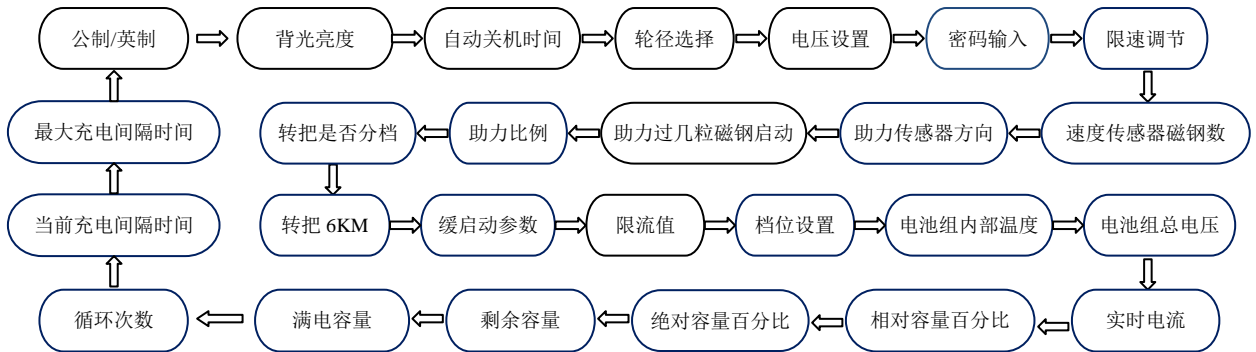 公制/英制
背光亮度
自动关机时间
轮径选择
电压设置
密码输入
限速调节
速度传感器磁钢数
助力传感器方向
助力过几粒磁钢启动
助力比例
转把是否分档
转把 6KM
缓启动参数
限流值
档位设置
电池组内部温度
电池组总电压
实时电流
相对容量百分比
绝对容量百分比
剩余容量
满电容量
循环次数
当前充电间隔时间
最大充电间隔时间